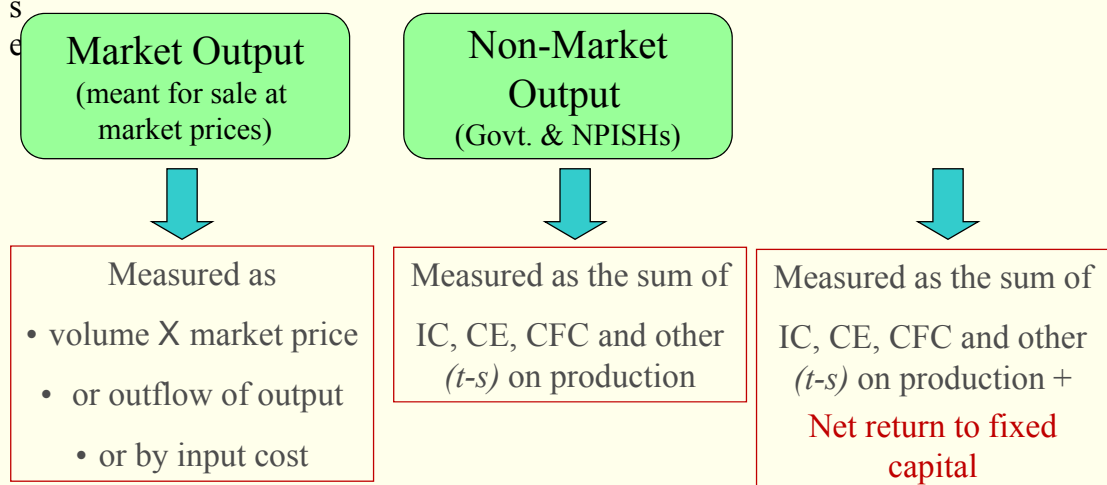 s
e
Market Output
(meant for sale at
market prices)
Non-Market
Output
(Govt. & NPISHs)
Measured as
• volume X market price
• or outflow of output
• or by input cost
Measured as the sum of
IC, CE, CFC and other
(t-s) on production
Measured as the sum of
IC, CE, CFC and other
(t-s) on production +
Net return to fixed
capital